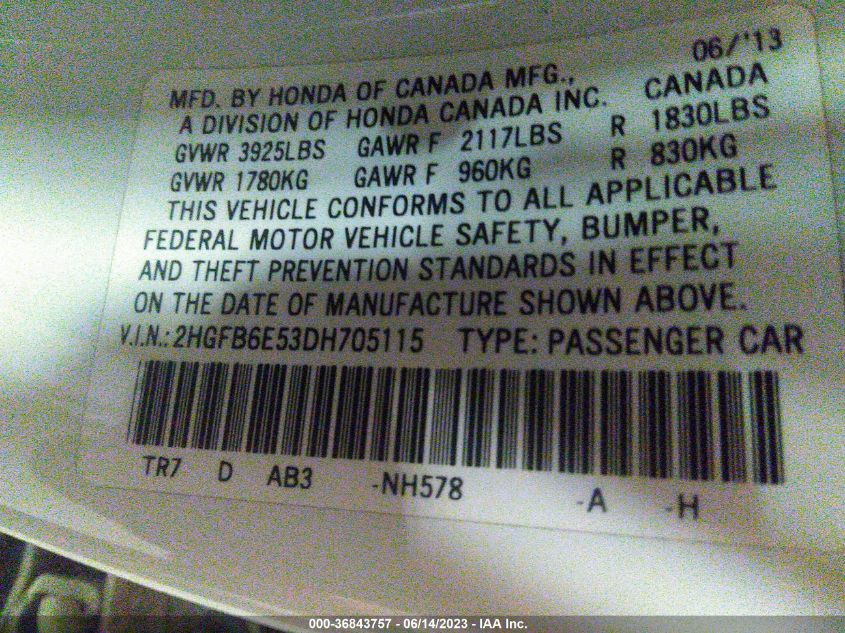 06/'13
MFD. BY HONDA OF CANADA MFG.,
A DIVISION OF HONDA CANADA INC. CANADA
GVWR 3925LBS GAWR F 2117LBS R 1830LBS
GVWR 1780KG GAWR F 960KG R 830KG
THIS VEHICLE CONFORMS TO ALL APPLICABLE
FEDERAL MOTOR VEHICLE SAFETY, BUMPER,
AND THEFT PREVENTION STANDARDS IN EFFECT
ON THE DATE OF MANUFACTURE SHOWN ABOVE.
V.I.N.: 2HGFB6E53DH705115 TYPE: PASSENGER CAR
TR7 D AB3 -NH578 -A -H
000-36843757 - 06/14/2023 - IAA Inc.